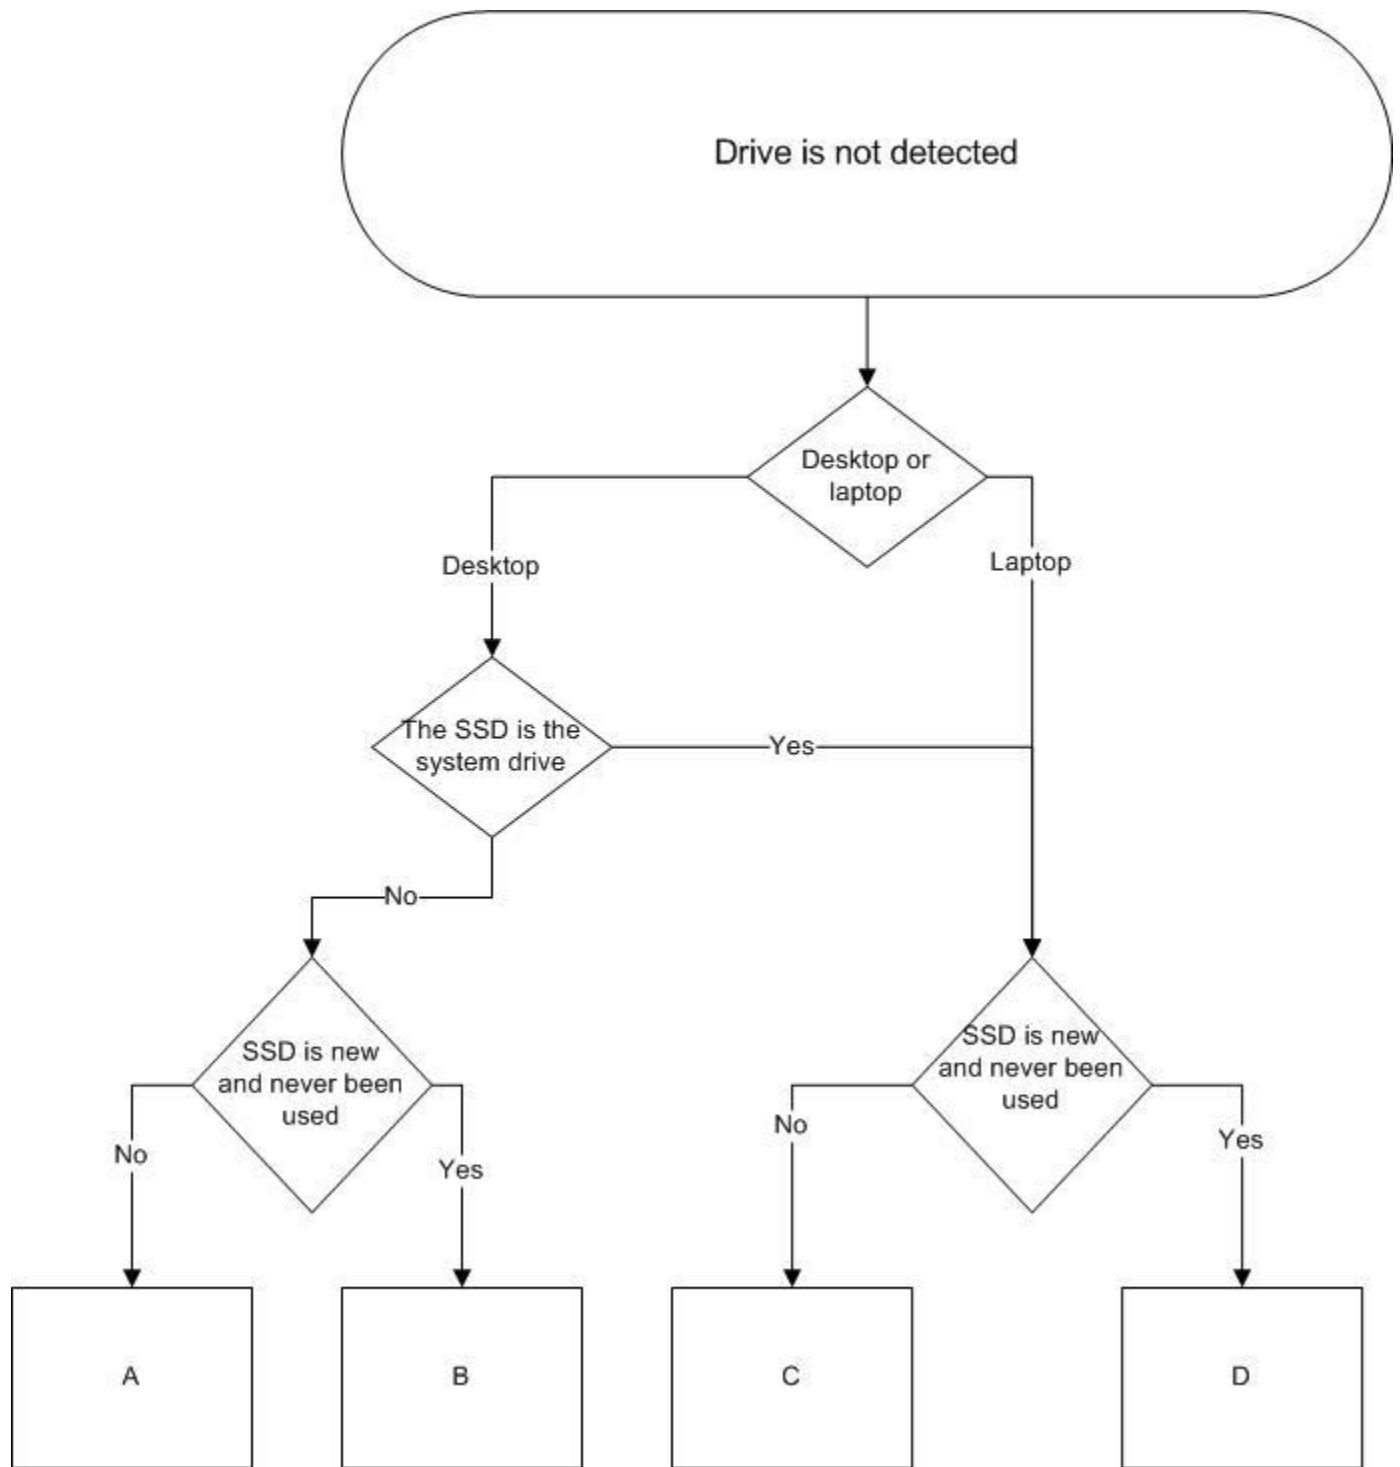 Drive is not detected
Desktop or
laptop
Desktop
Laptop
The SSD is the
system drive
Yes
No
SSD is new
and never been
used
SSD is new
and never been
used
No
Yes
No
Yes
A
B
C
D